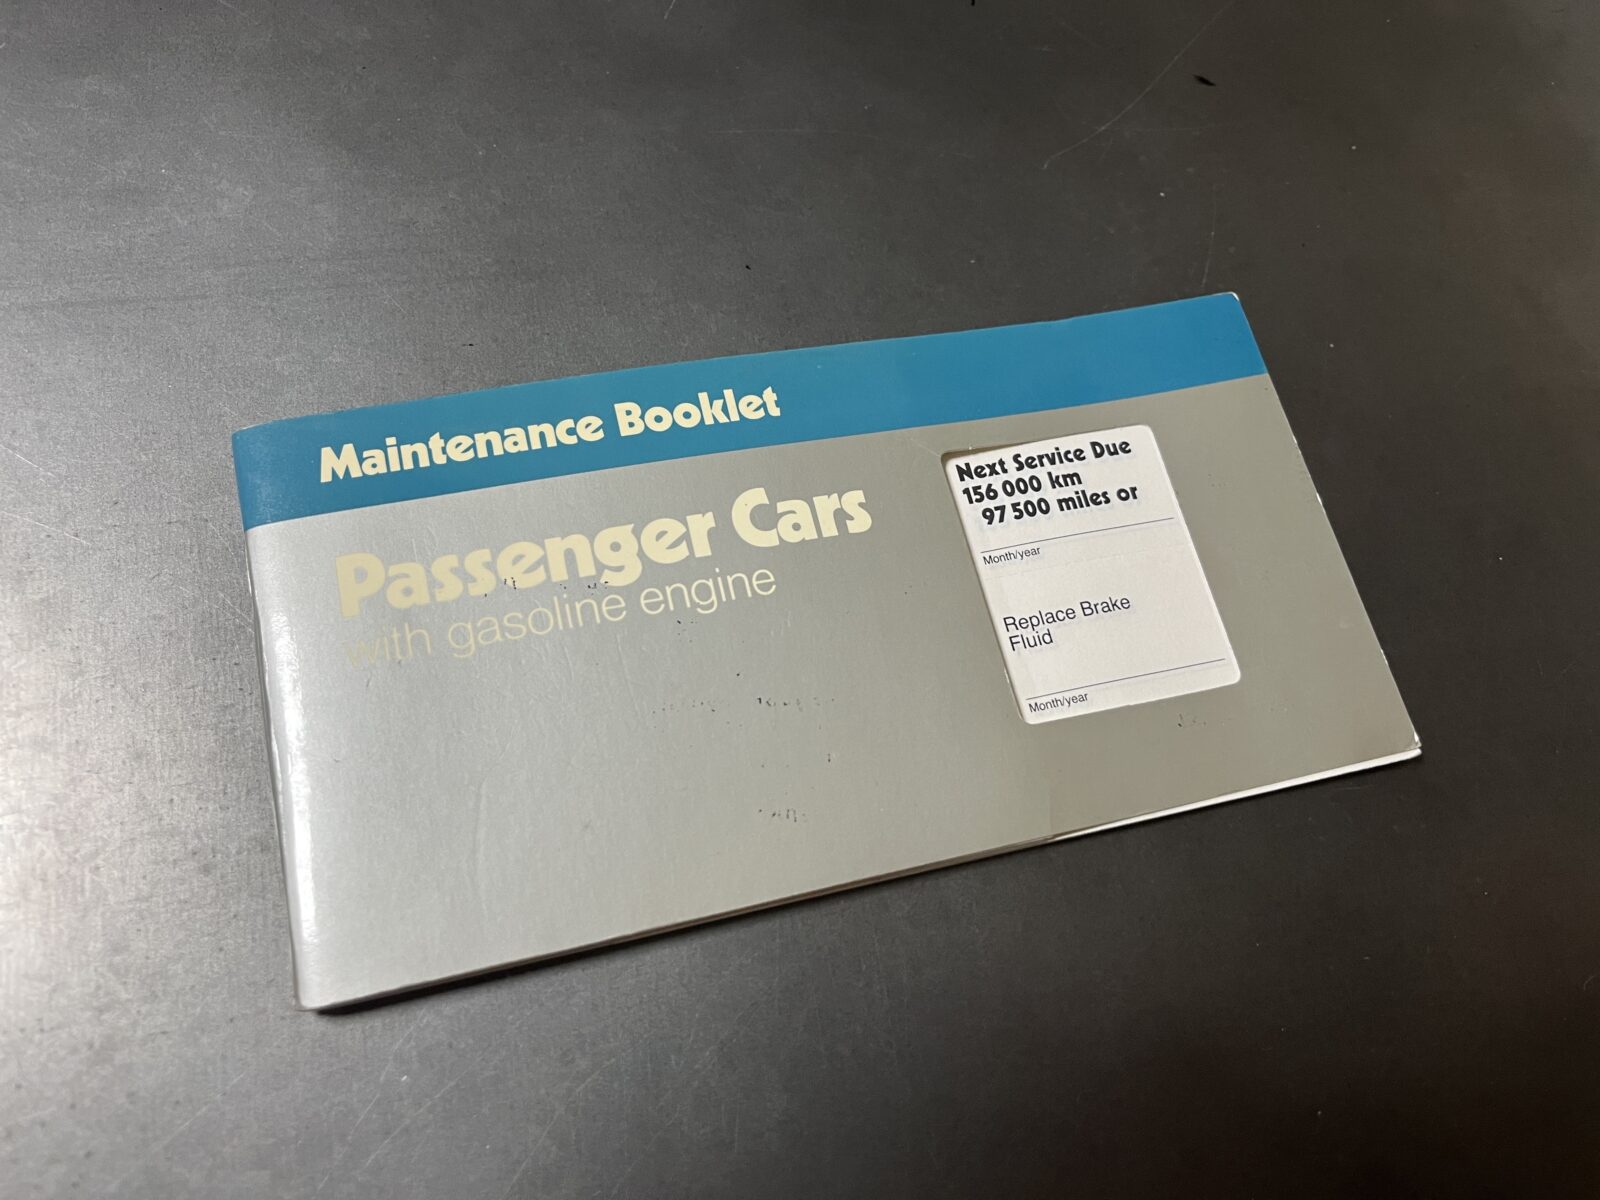 Maintenance Booklet
Passenger Cars
with gasoline engine
Next Service Due
156 000 km
97 500 miles or
Month/year
Replace Brake
Fluid
Month/year